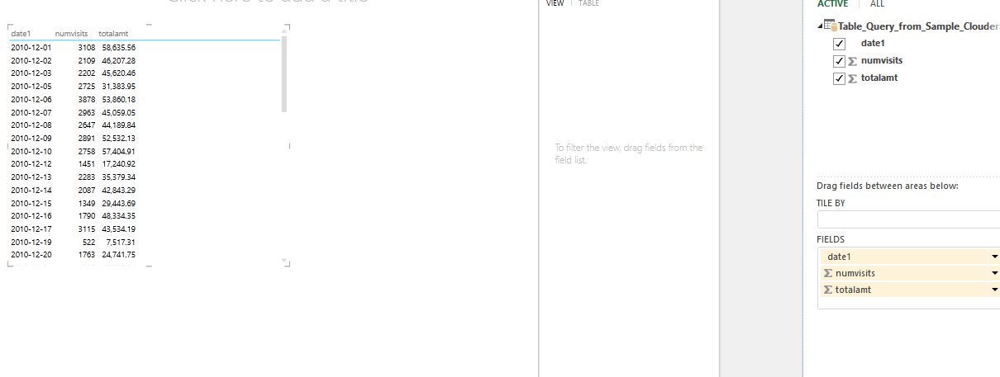 Click here to add a title
date1 numvisits totalamt
2010-12-01 3108 58,635.56
2010-12-02 2109 46,207.28
2010-12-03 2202 45,620.46
2010-12-05 2725 31,383.95
2010-12-06 3878 53,860.18
2010-12-07 2963 45,059.05
2010-12-08 2647 44,189.84
2010-12-09 2891 52,532.13
2010-12-10 2758 57,404.91
2010-12-12 1451 17,240.92
2010-12-13 2283 35,379.34
2010-12-14 2087 42,843.29
2010-12-15 1349 29,443.69
2010-12-16 1790 48,334.35
2010-12-17 3115 43,534.19
2010-12-19 522 7,517.31
2010-12-20 1763 24,741.75
VIEW TABLE
To filter the view, drag fields from the
field list.
ACTIVE ALL
Table_Query_from_Sample_Clouder
date1
Σ numvisits
Σ totalamt
Drag fields between areas below:
TILE BY
FIELDS
date1
Σ numvisits
Σ totalamt